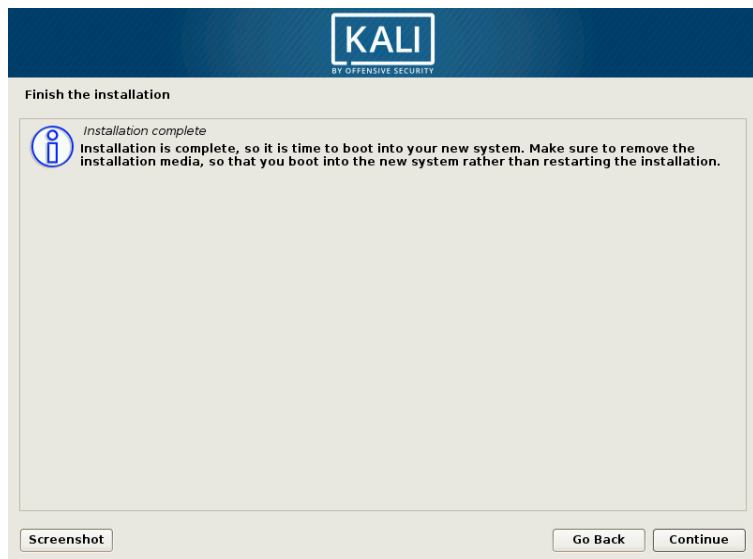 KALI
BY OFFENSIVE SECURITY
Finish the installation
Installation complete
Installation is complete, so it is time to boot into your new system. Make sure to remove the
installation media, so that you boot into the new system rather than restarting the installation.
Screenshot
Go Back
Continue